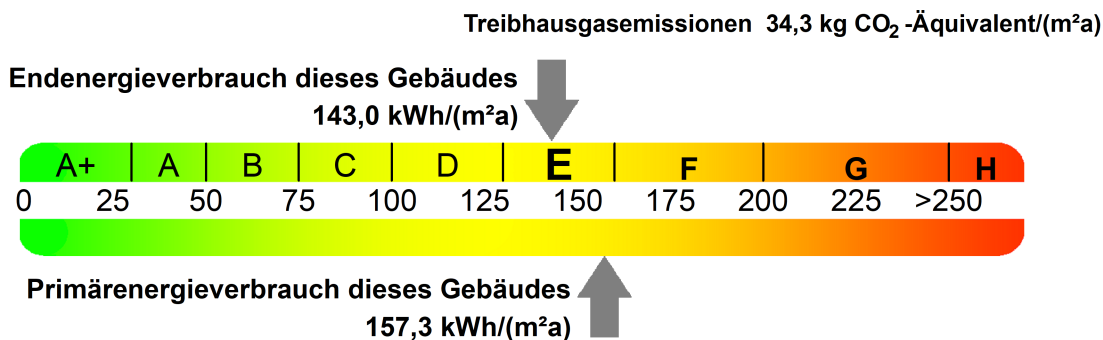 Treibhausgasemissionen 34,3 kg CO₂ -Äquivalent/(m²a)
Endenergieverbrauch dieses Gebäudes
143,0 kWh/(m²a)
A+ A B C D E F G H
0 25 50 75 100 125 150 175 200 225 >250
Primärenergieverbrauch dieses Gebäudes
157,3 kWh/(m²a)